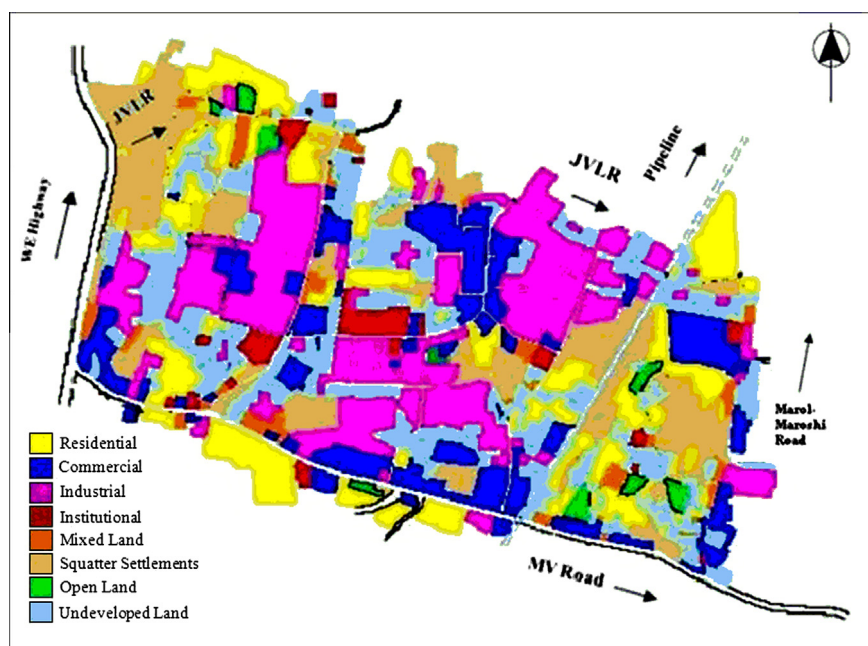 JVLR
WE Highway
JVLR
Pipeline
Marol-
Maroshi
Road
MV Road
Residential
Commercial
Industrial
Institutional
Mixed Land
Squatter Settlements
Open Land
Undeveloped Land